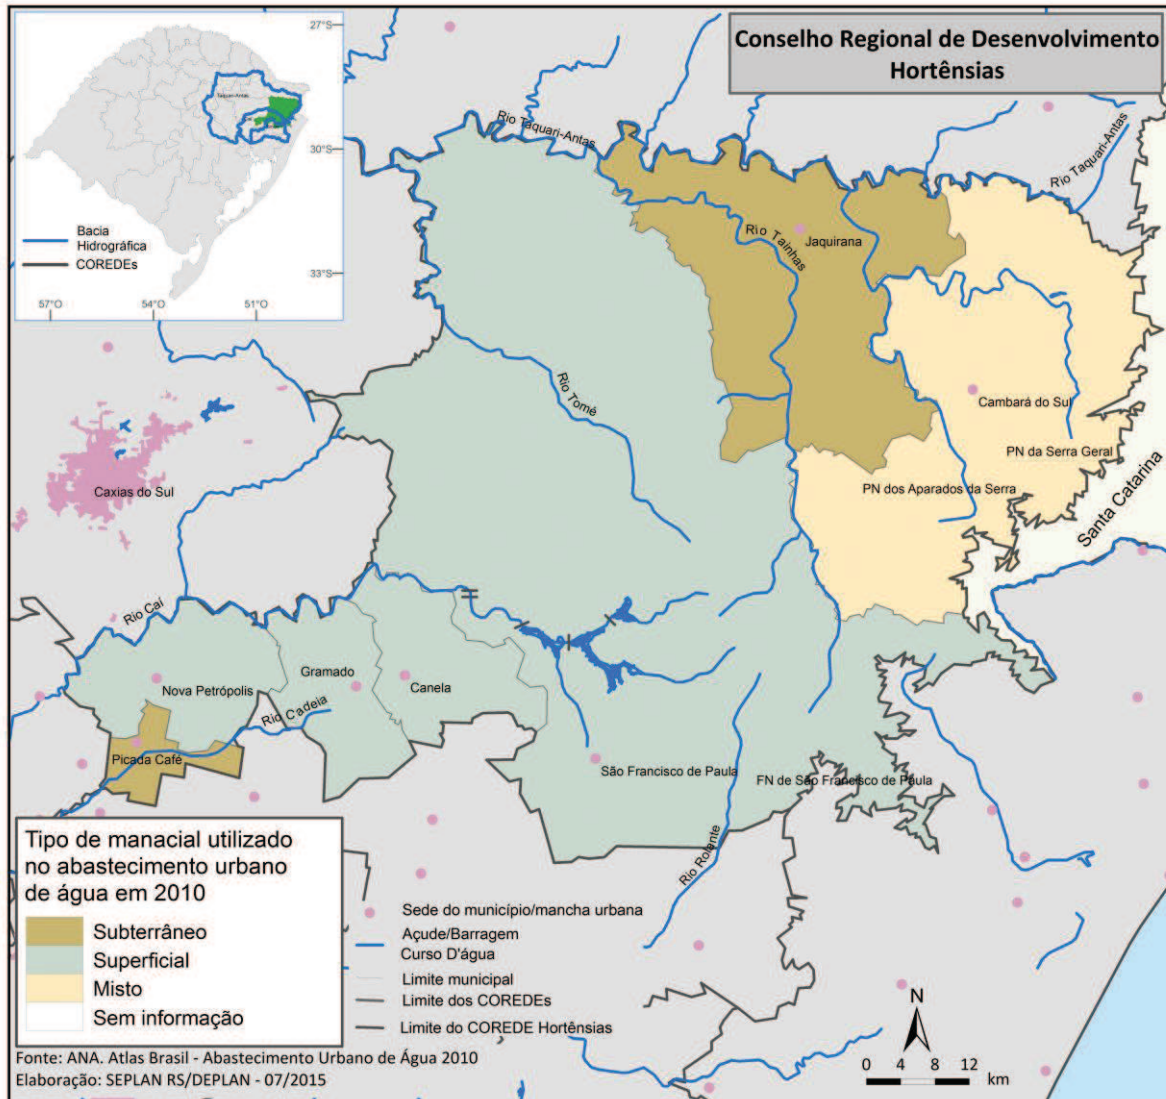 Conselho Regional de Desenvolvimento
Hortênsias
27°S
30°S
33°S
57°O
54°O
51°O
Taquari-Antas
Bacia
Hidrográfica
COREDEs
Rio Taquari-Antas
Rio Taquari-Antas
Rio Tainhas
Jaquirana
Rio Tomé
Cambará do Sul
PN da Serra Geral
PN dos Aparados da Serra
Santa Catarina
Caxias do Sul
Rio Caí
Nova Petrópolis
Gramado
Canela
Rio Cadeia
Picada Café
São Francisco de Paula
FN de São Francisco de Paula
Rio Rolante
Tipo de manacial utilizado
no abastecimento urbano
de água em 2010
Subterrâneo
Superficial
Misto
Sem informação
Sede do município/mancha urbana
Açude/Barragem
Curso D'água
Limite municipal
Limite dos COREDEs
Limite do COREDE Hortênsias
N
0 4 8 12
km
Fonte: ANA. Atlas Brasil - Abastecimento Urbano de Água 2010
Elaboração: SEPLAN RS/DEPLAN - 07/2015